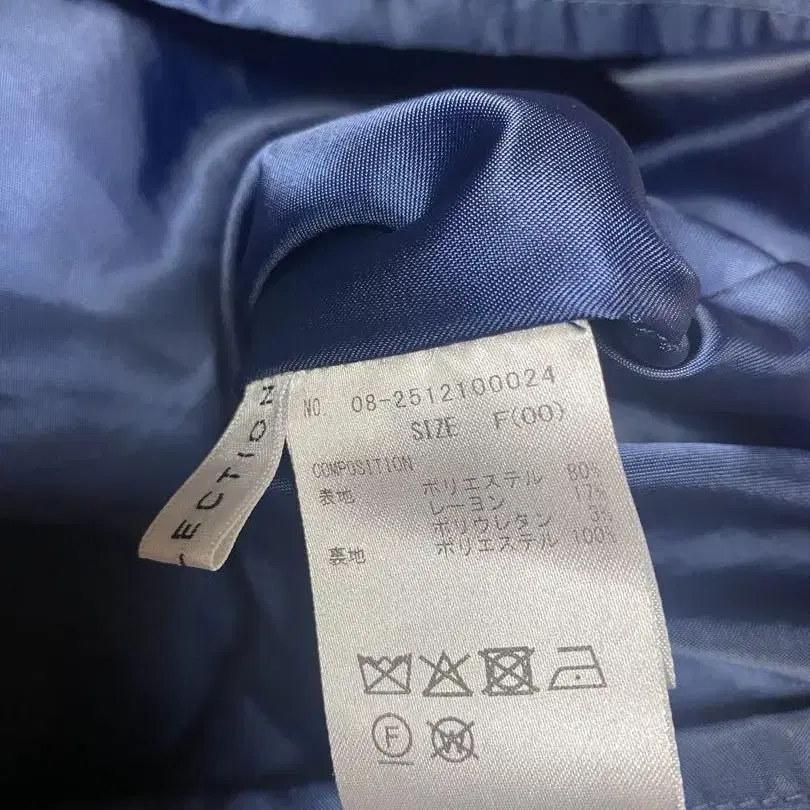 NO. 08-2512100024
SIZE F(00)
COMPOSITION
表地 ポリエステル 80%
レーヨン 17%
ポリウレタン 3%
裏地 ポリエステル 100%
F
W
ECTION